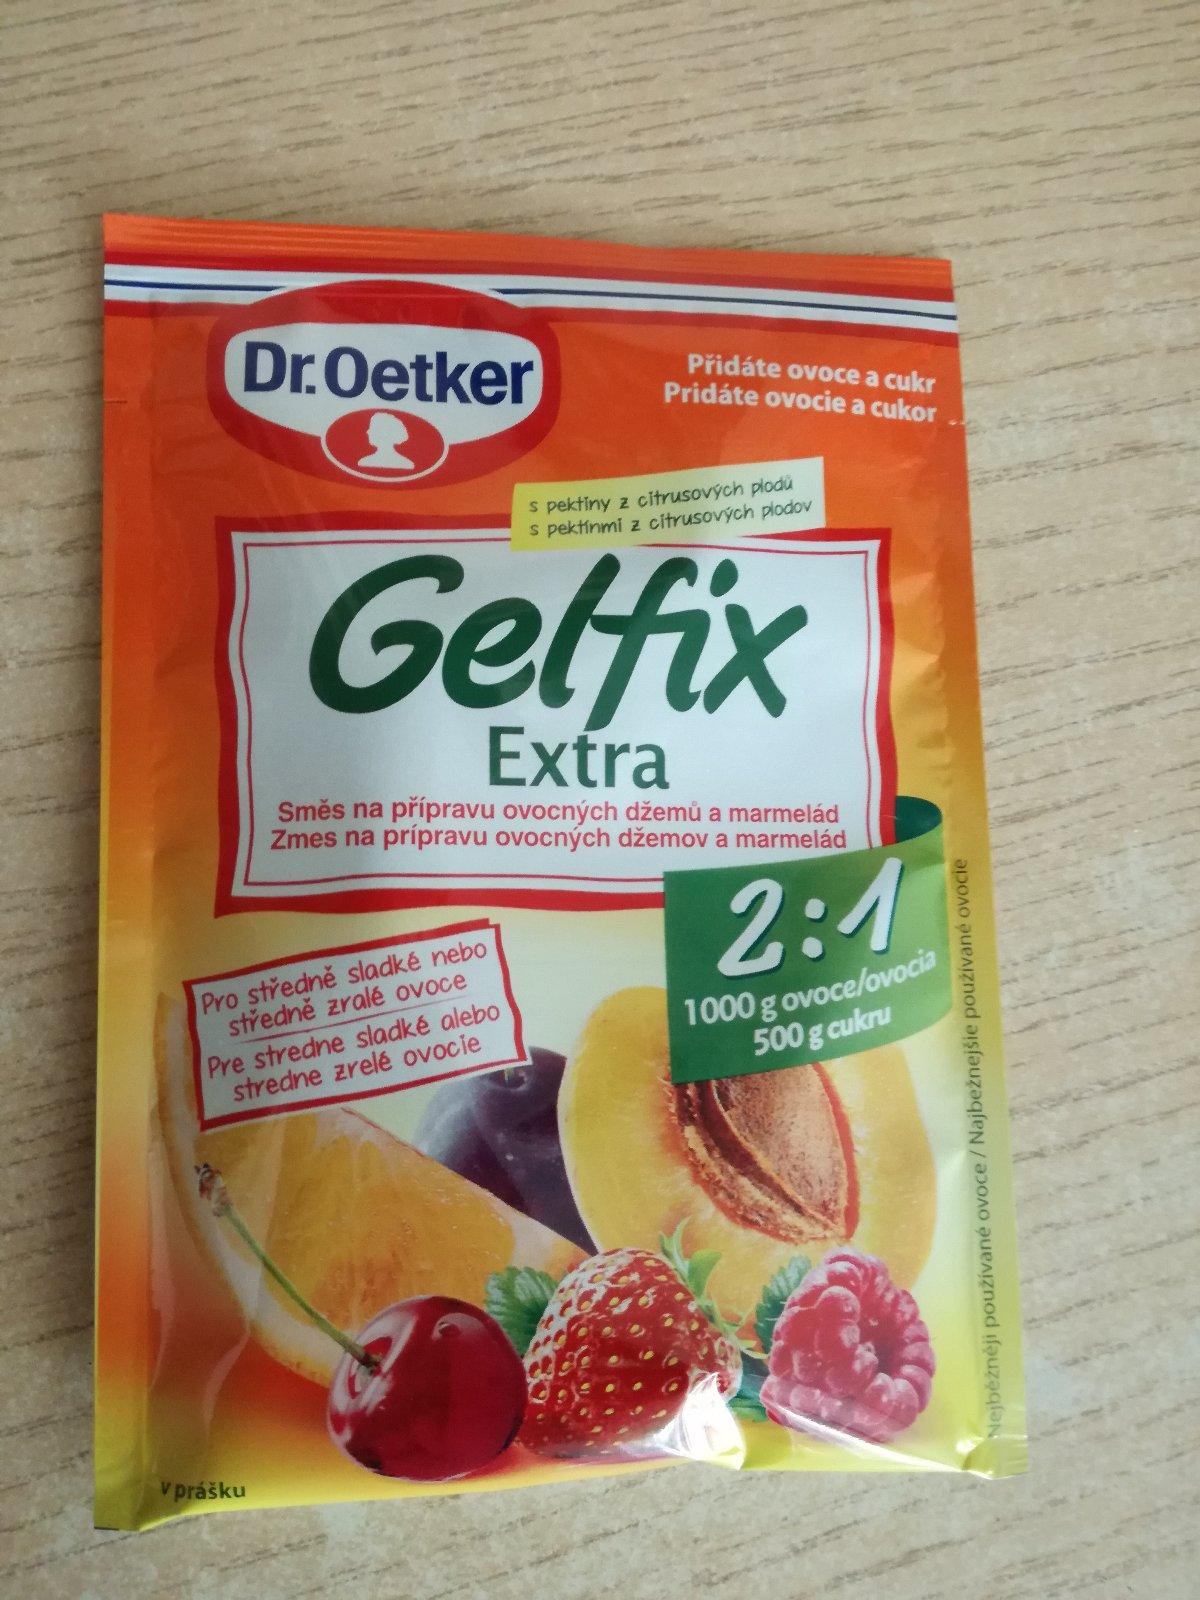 Dr.Oetker
Přidáte ovoce a cukr
Pridáte ovocie a cukor
s pektiny z citrusových plodů
s pektínmi z citrusových plodov
Gelfix
Extra
Směs na přípravu ovocných džemů a marmelád
Zmes na prípravu ovocných džemov a marmelád
2:1
1000 g ovoce/ovocia
500 g cukru
Pro středně sladké nebo
středně zralé ovoce
Pre stredne sladké alebo
stredne zrelé ovocie
Nejběžněji používané ovoce / Najbežnejšie používané ovocie
v prášku